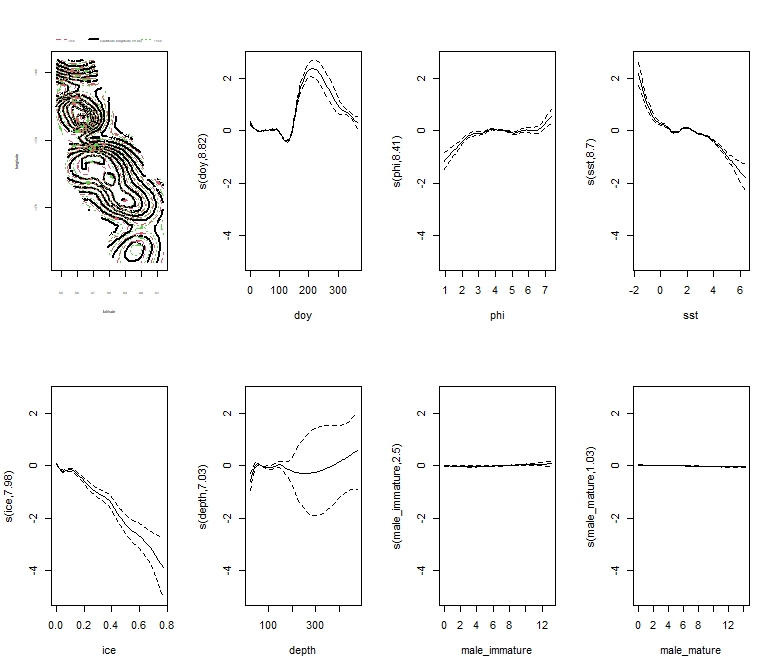 s(doy,8.82)
2
0
-2
-4
0 100 200 300
doy
s(phi,8.41)
2
0
-2
-4
1 2 3 4 5 6 7
phi
s(sst,8.7)
2
0
-2
-4
-2 0 2 4 6
sst
s(ice,7.98)
2
0
-2
-4
0.0 0.2 0.4 0.6 0.8
ice
s(depth,7.03)
2
0
-2
-4
100 300
depth
s(male_immature,2.5)
2
0
-2
-4
0 2 4 6 8 12
male_immature
s(male_mature,1.03)
2
0
-2
-4
0 2 4 6 8 12
male_mature